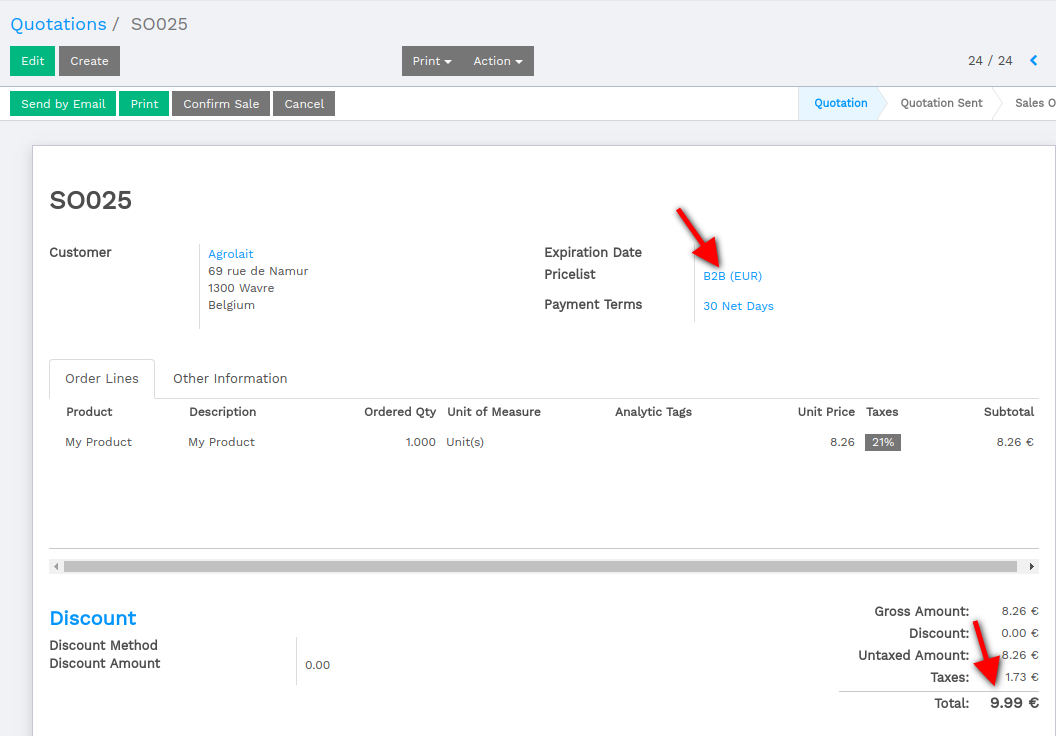 Quotations / SO025
Edit Create Print Action 24 / 24
Send by Email Print Confirm Sale Cancel Quotation Quotation Sent Sales O
SO025
Customer
Agrolait
69 rue de Namur
1300 Wavre
Belgium
Expiration Date
Pricelist B2B (EUR)
Payment Terms 30 Net Days
Order Lines Other Information
Product Description Ordered Qty Unit of Measure Analytic Tags Unit Price Taxes Subtotal
My Product My Product 1.000 Unit(s) 8.26 21% 8.26 €
Discount
Discount Method
Discount Amount 0.00
Gross Amount: 8.26 €
Discount: 0.00 €
Untaxed Amount: 8.26 €
Taxes: 1.73 €
Total: 9.99 €